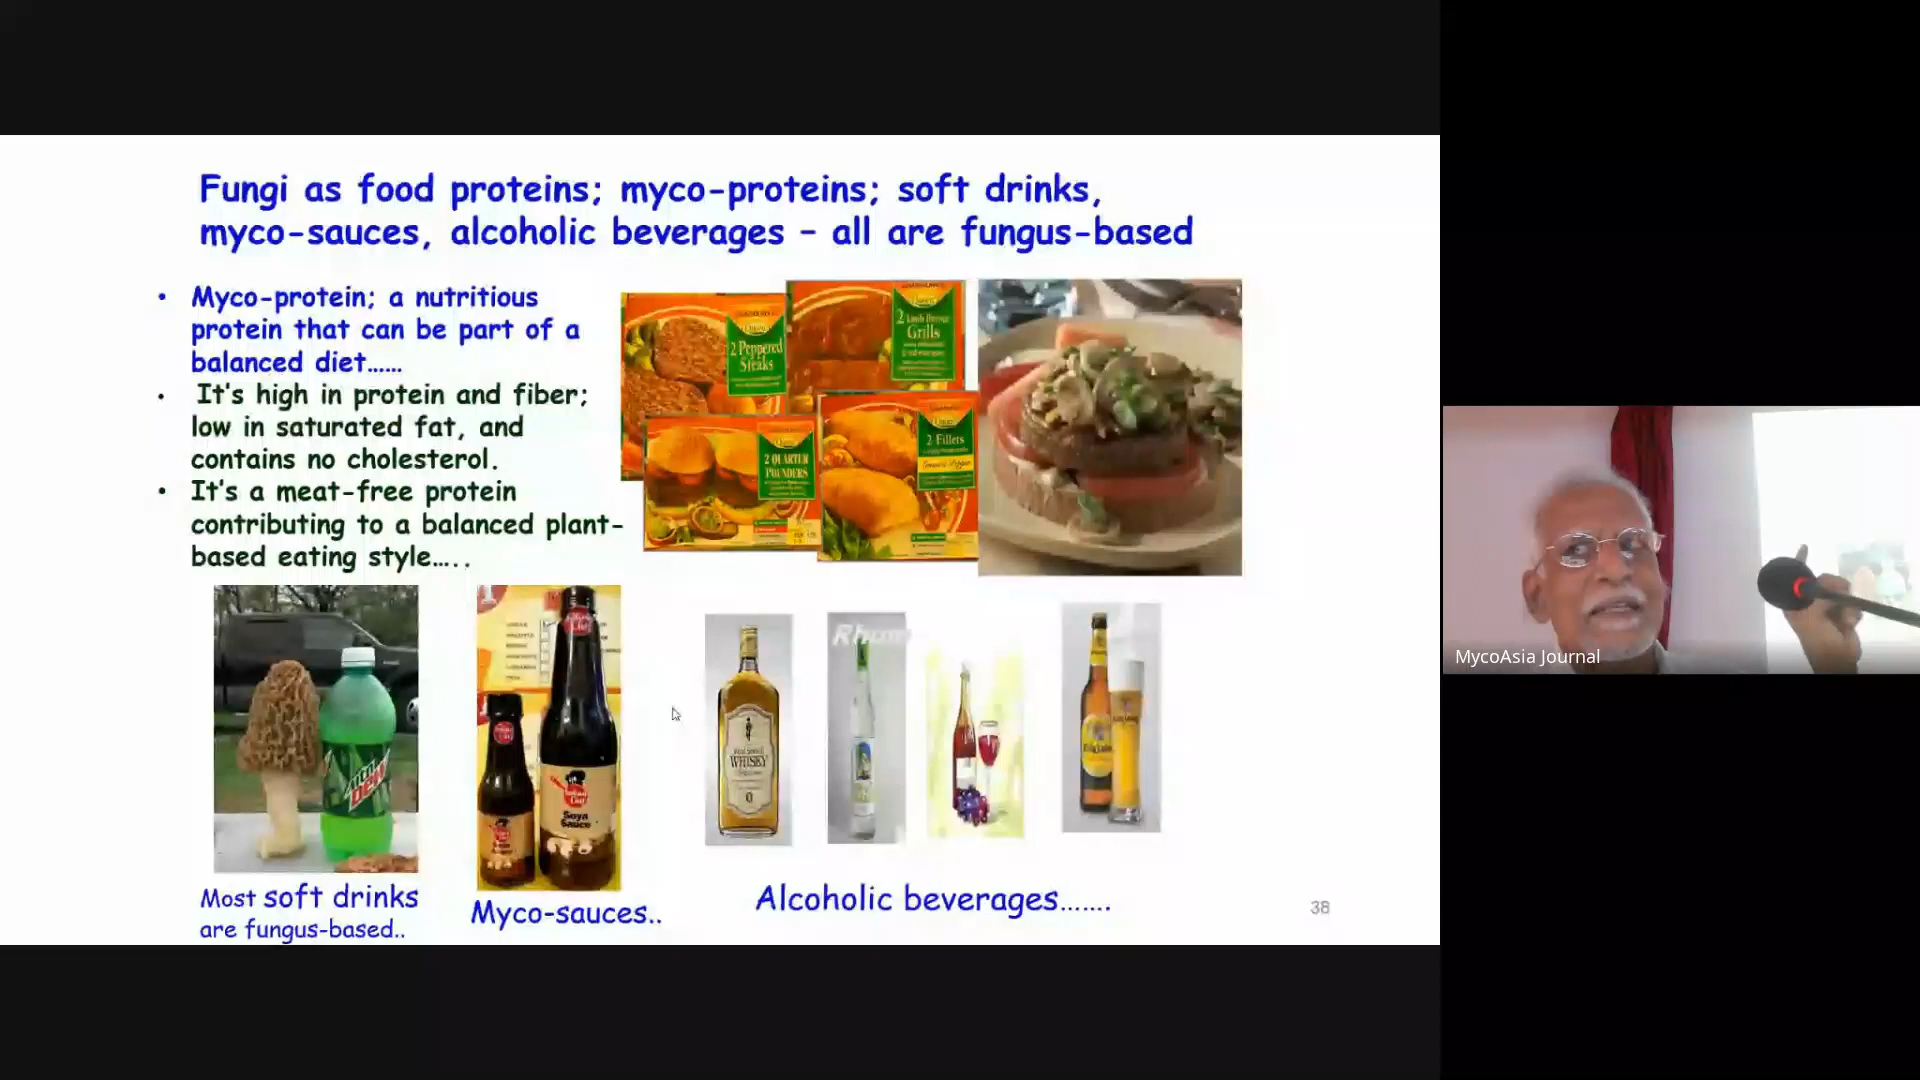 Fungi as food proteins; myco-proteins; soft drinks,
myco-sauces, alcoholic beverages – all are fungus-based
• Myco-protein; a nutritious
protein that can be part of a
balanced diet……
• It's high in protein and fiber;
low in saturated fat, and
contains no cholesterol.
• It's a meat-free protein
contributing to a balanced plant-
based eating style…..
2 Peppered
Steaks
2 Lamb Flavour
Grills
2 QUARTER
POUNDERS
2 Fillets
Rhum
WHISKY
Soya
Sauce
Most soft drinks
are fungus-based..
Myco-sauces..
Alcoholic beverages…….
38
MycoAsia Journal